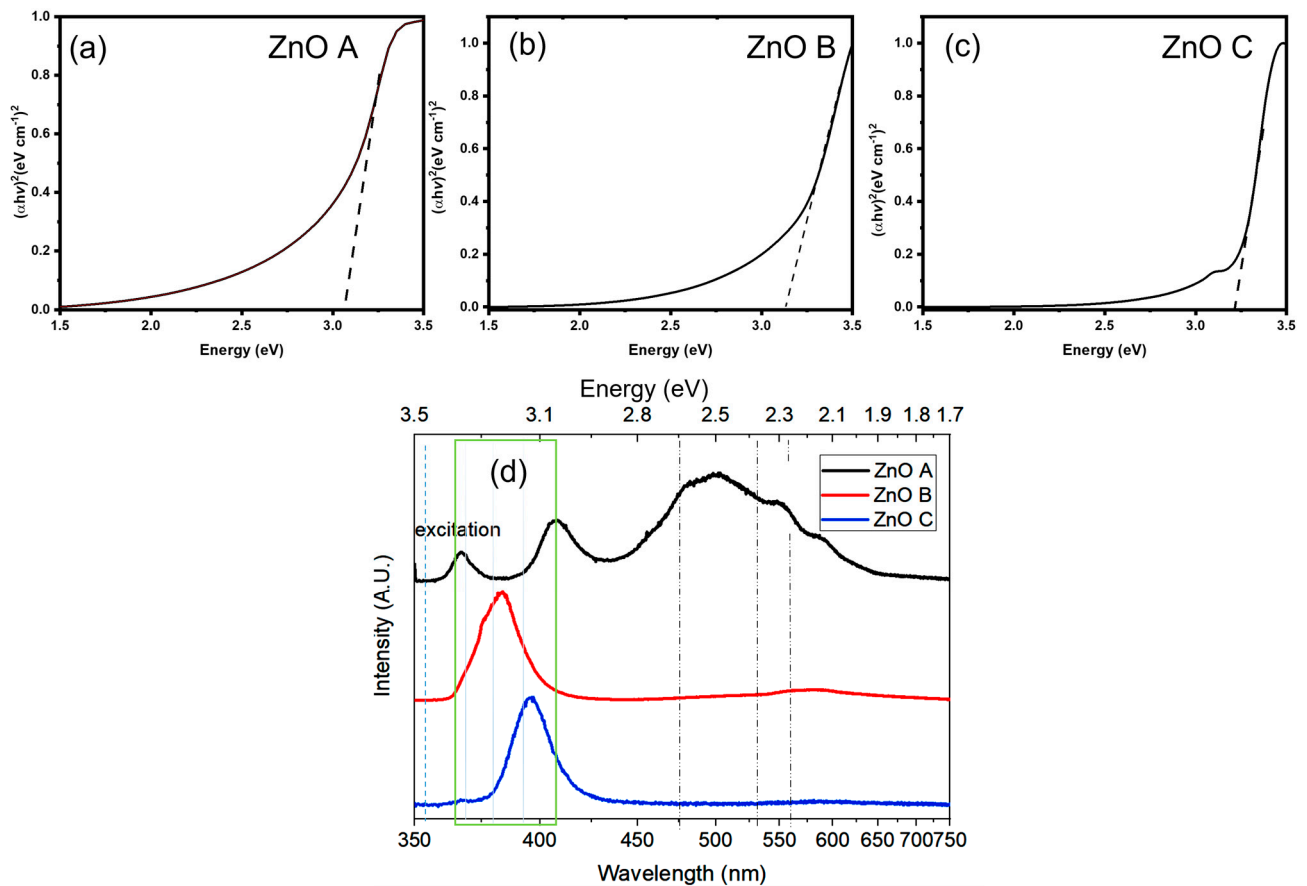 (a) ZnO A
(αhν)²(eV cm⁻¹)²
1.0
0.8
0.6
0.4
0.2
0.0
1.5 2.0 2.5 3.0 3.5
Energy (eV)
(b) ZnO B
(αhν)²(eV cm⁻¹)²
1.0
0.8
0.6
0.4
0.2
0.0
1.5 2.0 2.5 3.0 3.5
Energy (eV)
(c) ZnO C
(αhν)²(eV cm⁻¹)²
1.0
0.8
0.6
0.4
0.2
0.0
1.5 2.0 2.5 3.0 3.5
Energy (eV)
Energy (eV)
3.5 3.1 2.8 2.5 2.3 2.1 1.9 1.8 1.7
(d)
ZnO A
ZnO B
ZnO C
excitation
Intensity (A.U.)
350 400 450 500 550 600 650 700 750
Wavelength (nm)